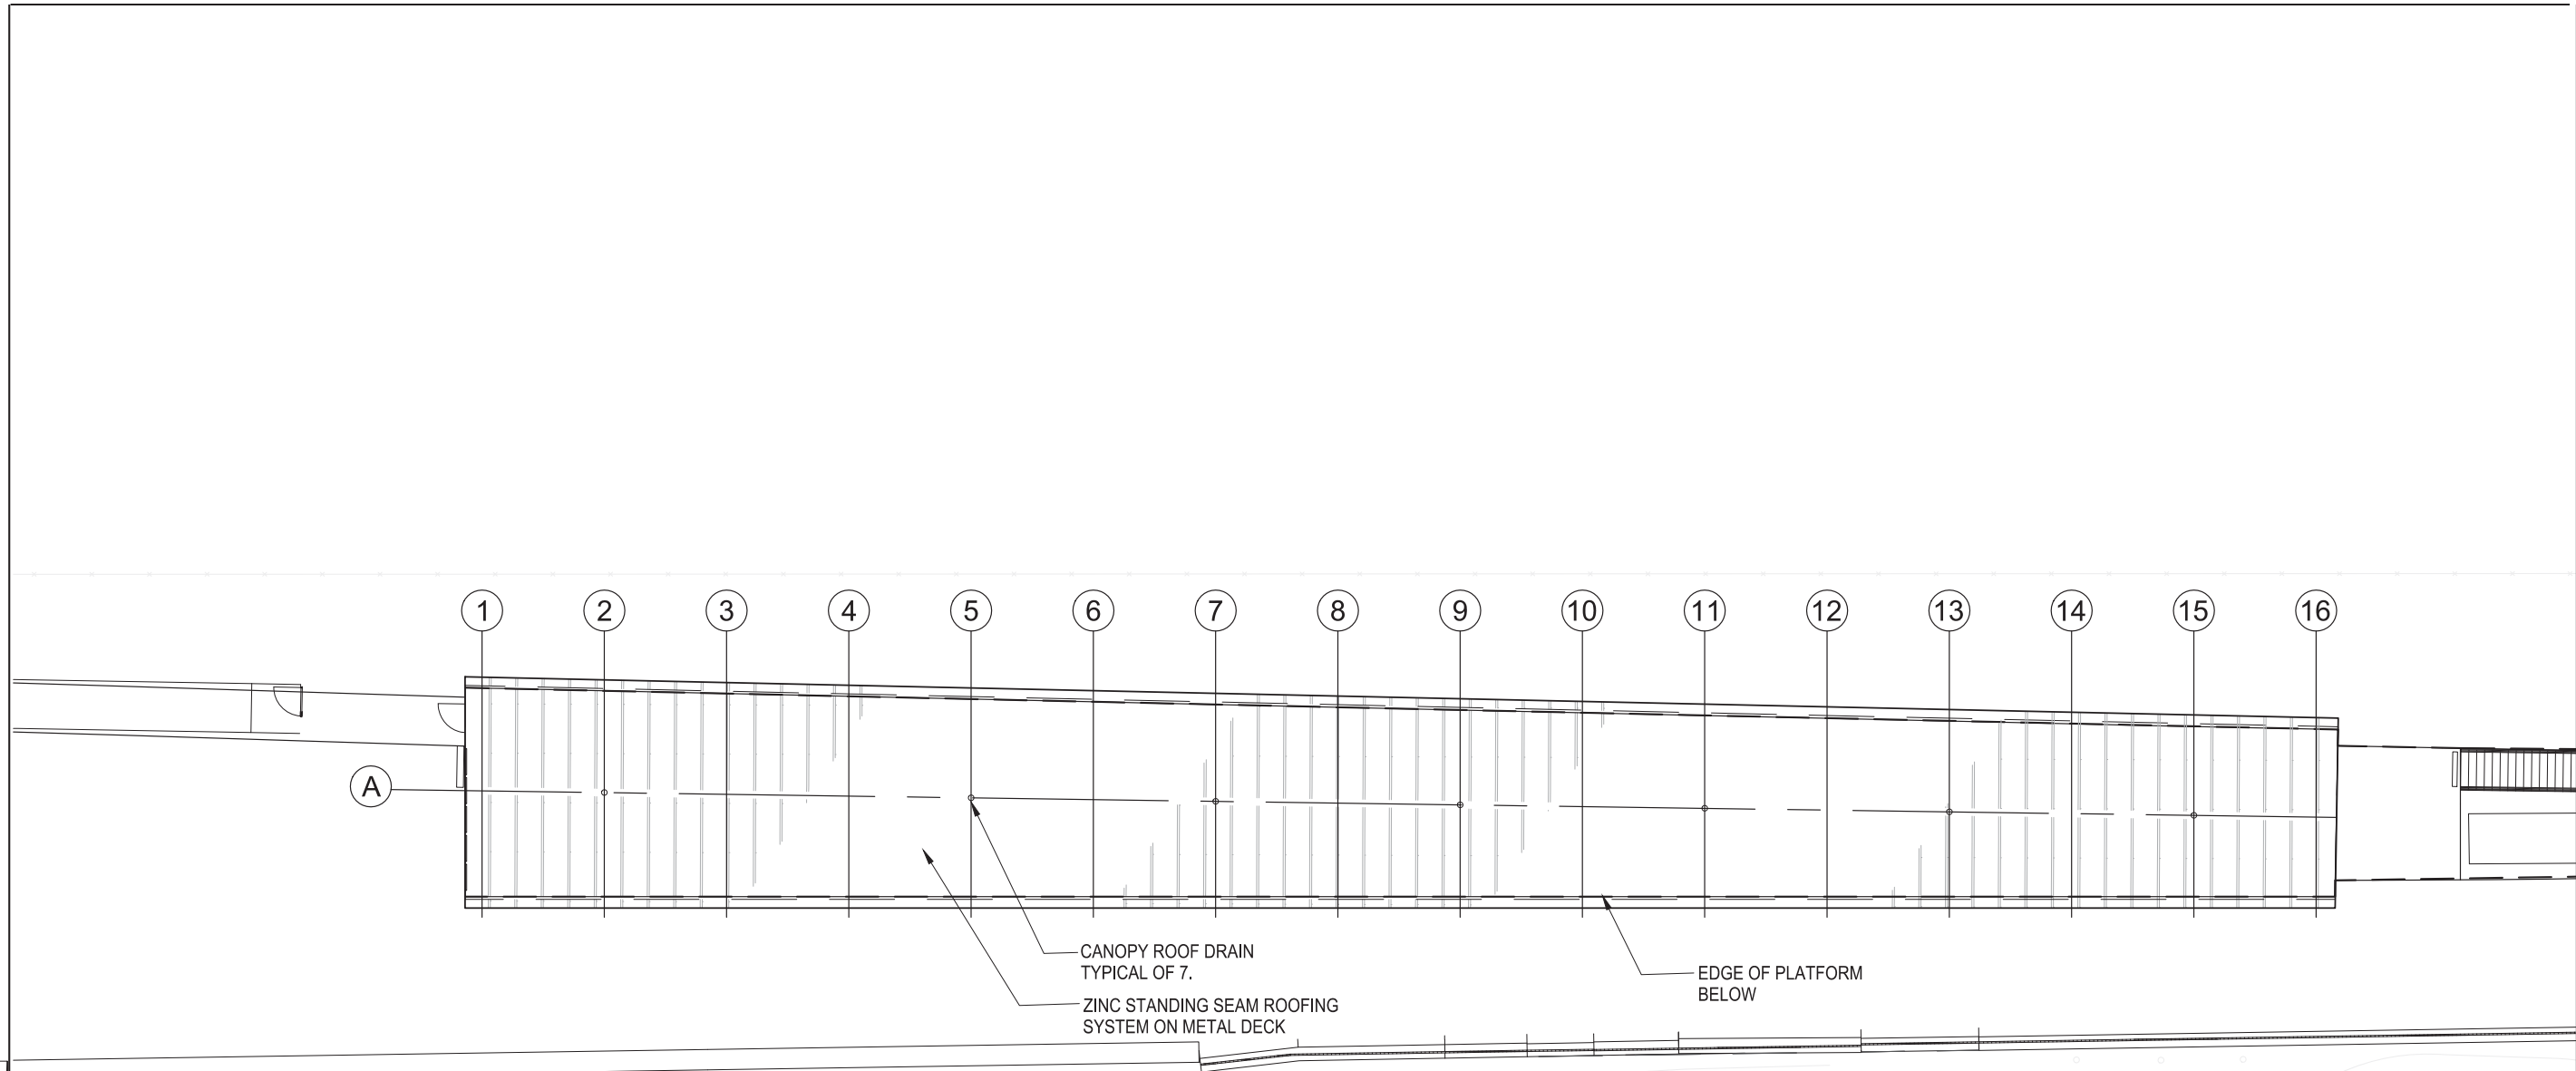 1 2 3 4 5 6 7 8 9 10 11 12 13 14 15 16
A
CANOPY ROOF DRAIN
TYPICAL OF 7.
ZINC STANDING SEAM ROOFING
SYSTEM ON METAL DECK
EDGE OF PLATFORM
BELOW